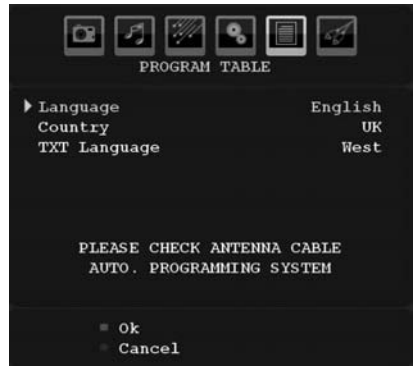 PROGRAM TABLE
Language English
Country UK
TXT Language West
PLEASE CHECK ANTENNA CABLE
AUTO. PROGRAMMING SYSTEM
Ok
Cancel